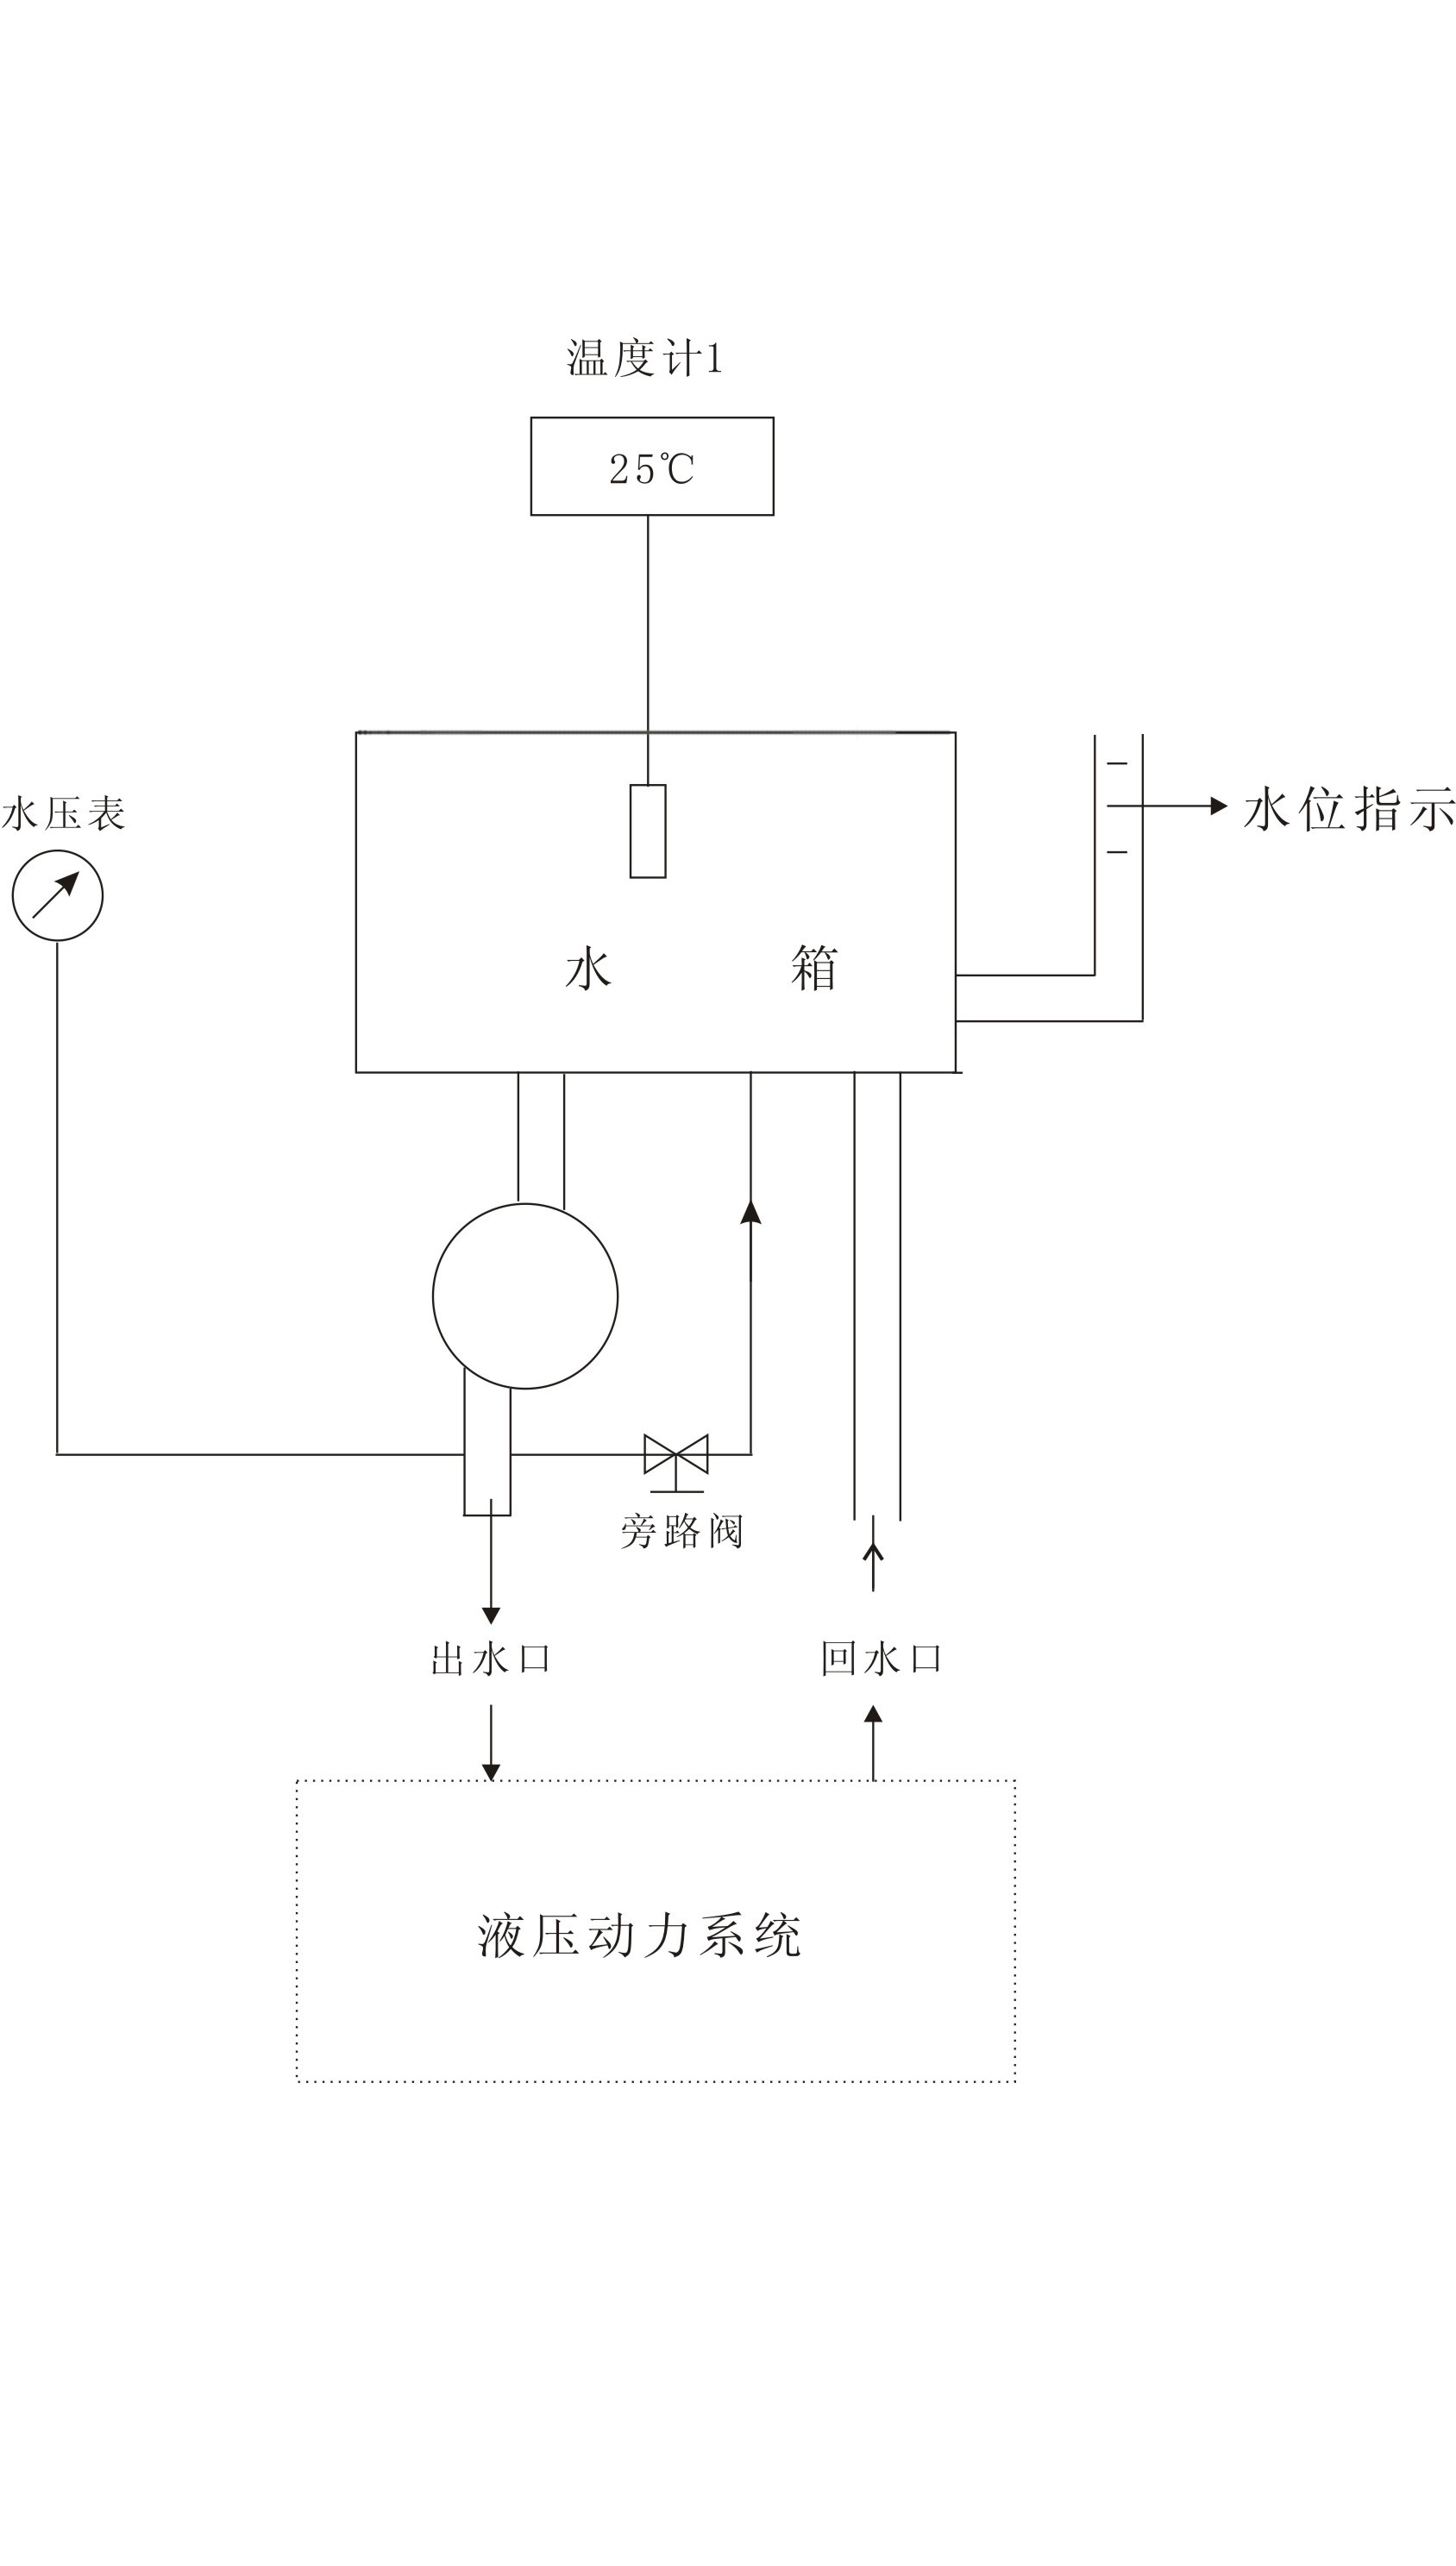 温度计1
25℃
水压表
水位指示
水 箱
旁路阀
出水口
回水口
液压动力系统